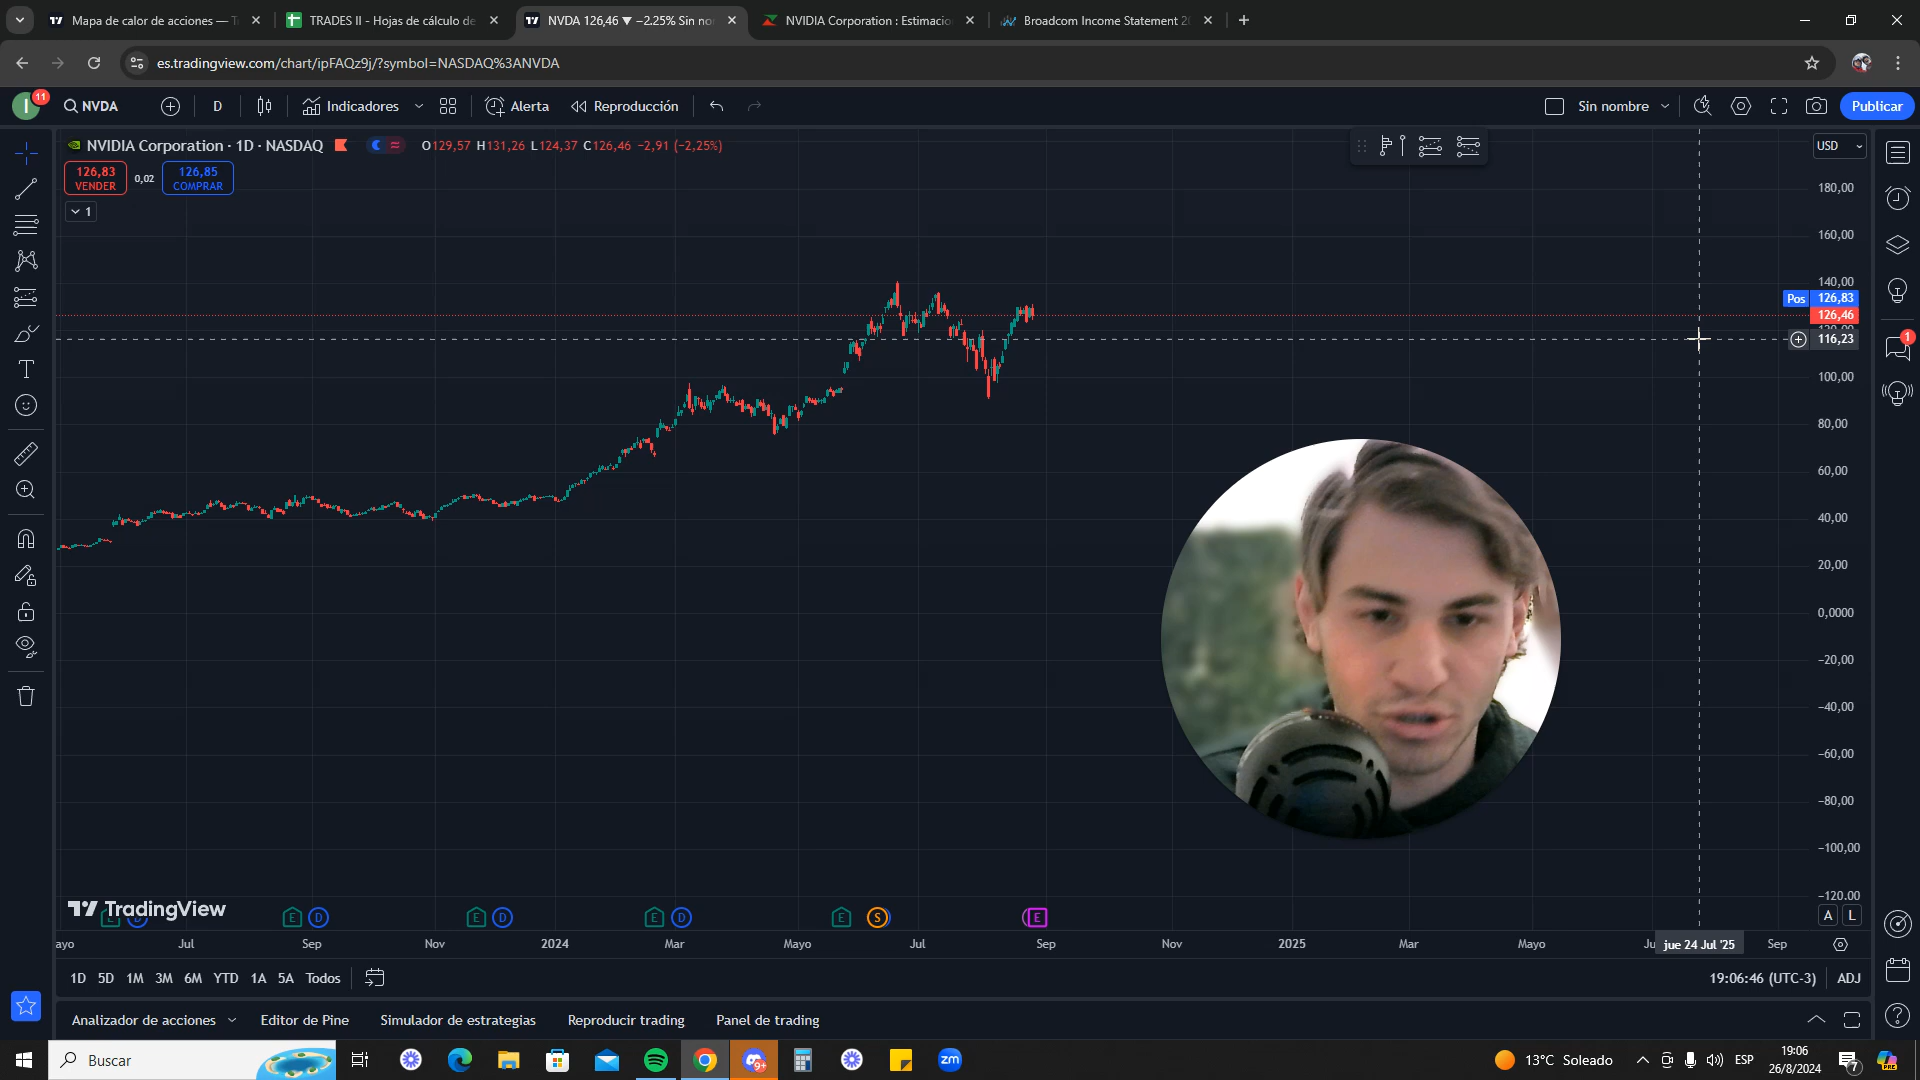 Mapa de calor de acciones — T
TRADES II - Hojas de cálculo de
NVDA 126,46 ▼ −2.25% Sin no
NVIDIA Corporation : Estimacio
Broadcom Income Statement 20
es.tradingview.com/chart/ipFAQz9j/?symbol=NASDAQ%3ANVDA
I
11
NVDA
D
Indicadores
Alerta
Reproducción
Sin nombre
Publicar
NVIDIA Corporation · 1D · NASDAQ
O129,57 H131,26 L124,37 C126,46 −2,91 (−2,25%)
USD
126,83
VENDER
0,02
126,85
COMPRAR
1
180,00
160,00
140,00
Pos 126,83
126,46
116,23
100,00
80,00
60,00
40,00
20,00
0,0000
−20,00
−40,00
−60,00
−80,00
−100,00
−120.00
1
TradingView
E D E D E D E S E
A L
ayo Jul Sep Nov 2024 Mar Mayo Jul Sep Nov 2025 Mar Mayo Ju jue 24 Jul '25 Sep
1D 5D 1M 3M 6M YTD 1A 5A Todos
19:06:46 (UTC-3) ADJ
Analizador de acciones Editor de Pine Simulador de estrategias Reproducir trading Panel de trading
Buscar
9+
zm
13°C Soleado
ESP
19:06
26/8/2024
7